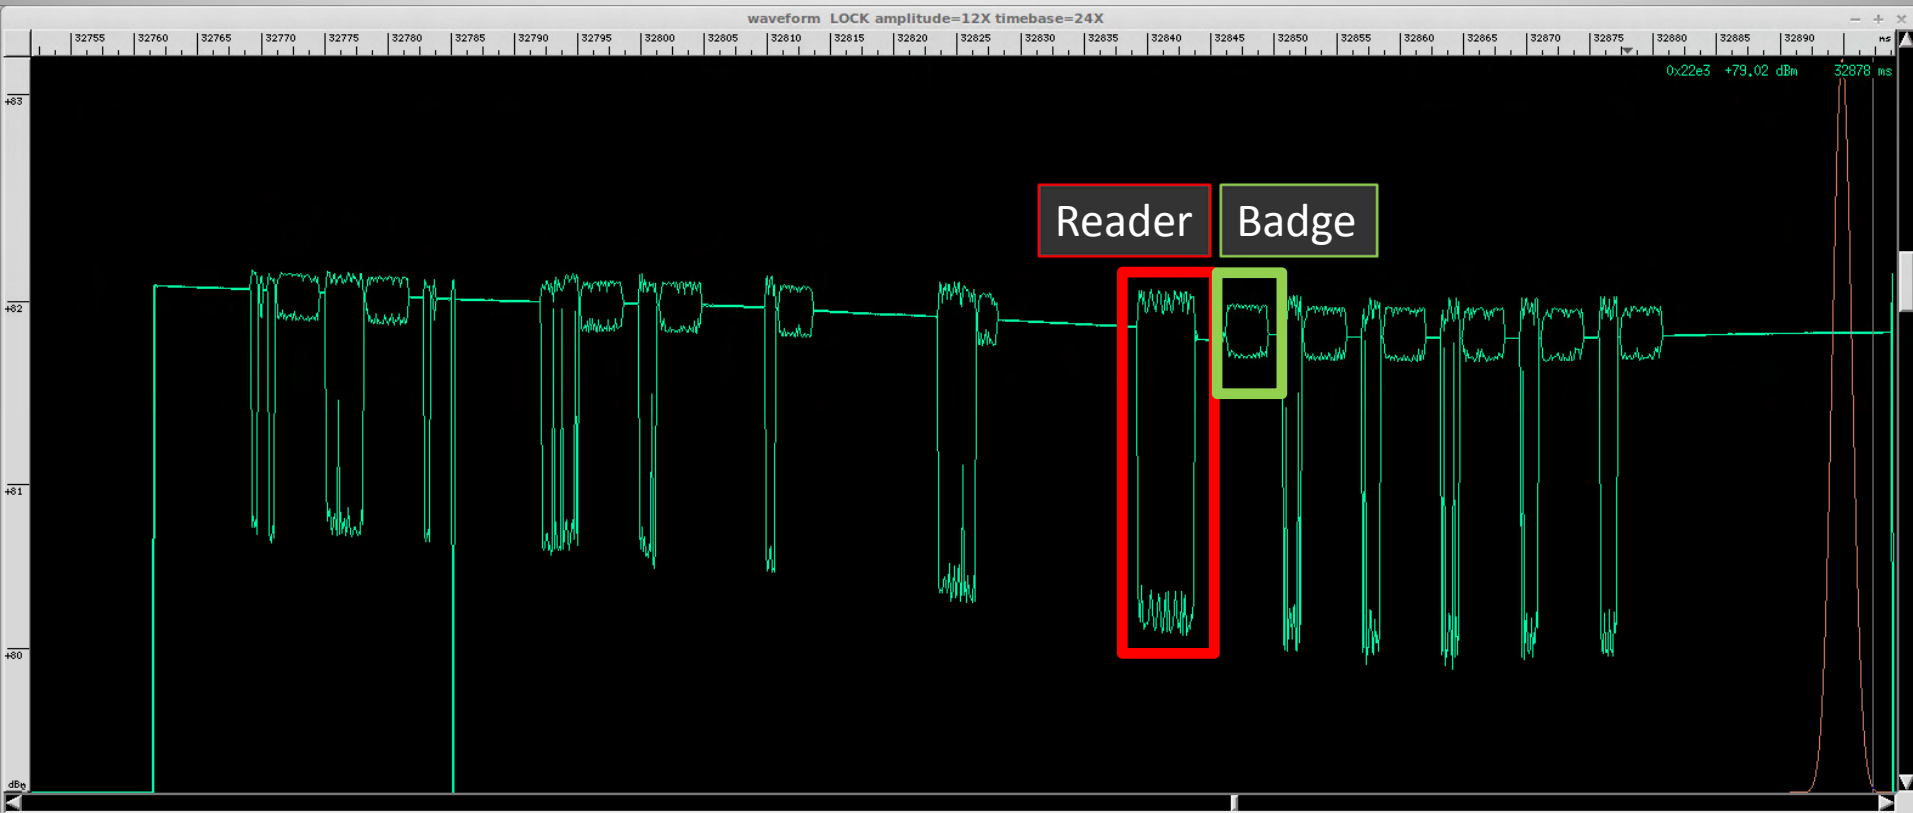 waveform LOCK amplitude=12X timebase=24X
32755 32760 32765 32770 32775 32780 32785 32790 32795 32800 32805 32810 32815 32820 32825 32830 32835 32840 32845 32850 32855 32860 32865 32870 32875 32880 32885 32890 ms
0x22e3 +79.02 dBm 32878 ms
+83
Reader Badge
+82
+81
+80
dBm